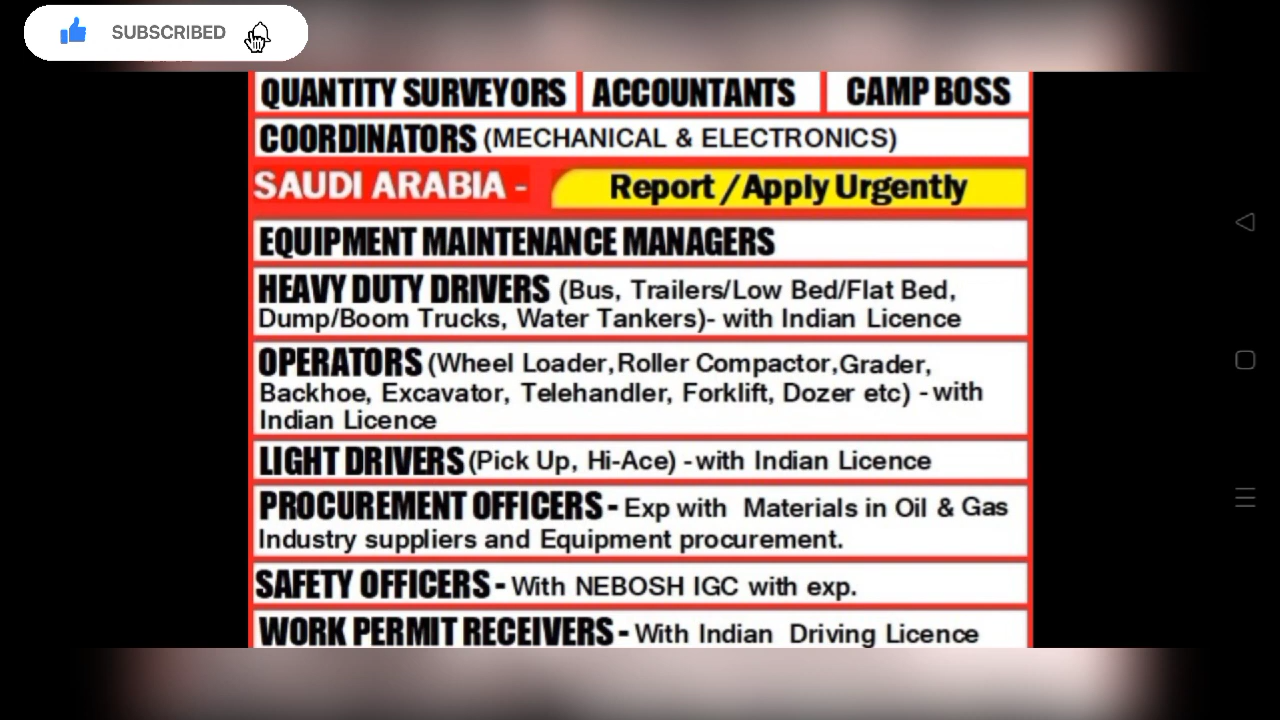 SUBSCRIBED
QUANTITY SURVEYORS ACCOUNTANTS CAMP BOSS
COORDINATORS (MECHANICAL & ELECTRONICS)
SAUDI ARABIA - Report / Apply Urgently
EQUIPMENT MAINTENANCE MANAGERS
HEAVY DUTY DRIVERS (Bus, Trailers/Low Bed/Flat Bed,
Dump/Boom Trucks, Water Tankers)- with Indian Licence
OPERATORS (Wheel Loader,Roller Compactor,Grader,
Backhoe, Excavator, Telehandler, Forklift, Dozer etc) - with
Indian Licence
LIGHT DRIVERS (Pick Up, Hi-Ace) -with Indian Licence
PROCUREMENT OFFICERS - Exp with Materials in Oil & Gas
Industry suppliers and Equipment procurement.
SAFETY OFFICERS - With NEBOSH IGC with exp.
WORK PERMIT RECEIVERS - With Indian Driving Licence